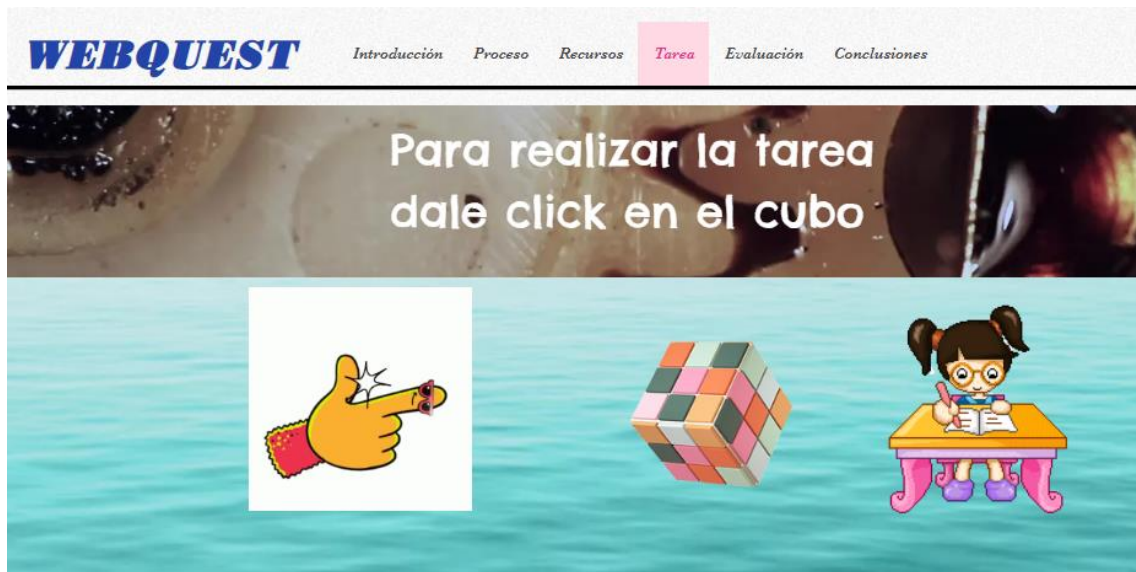 WEBQUEST Introducción Proceso Recursos Tarea Evaluación Conclusiones
Para realizar la tarea
dale click en el cubo